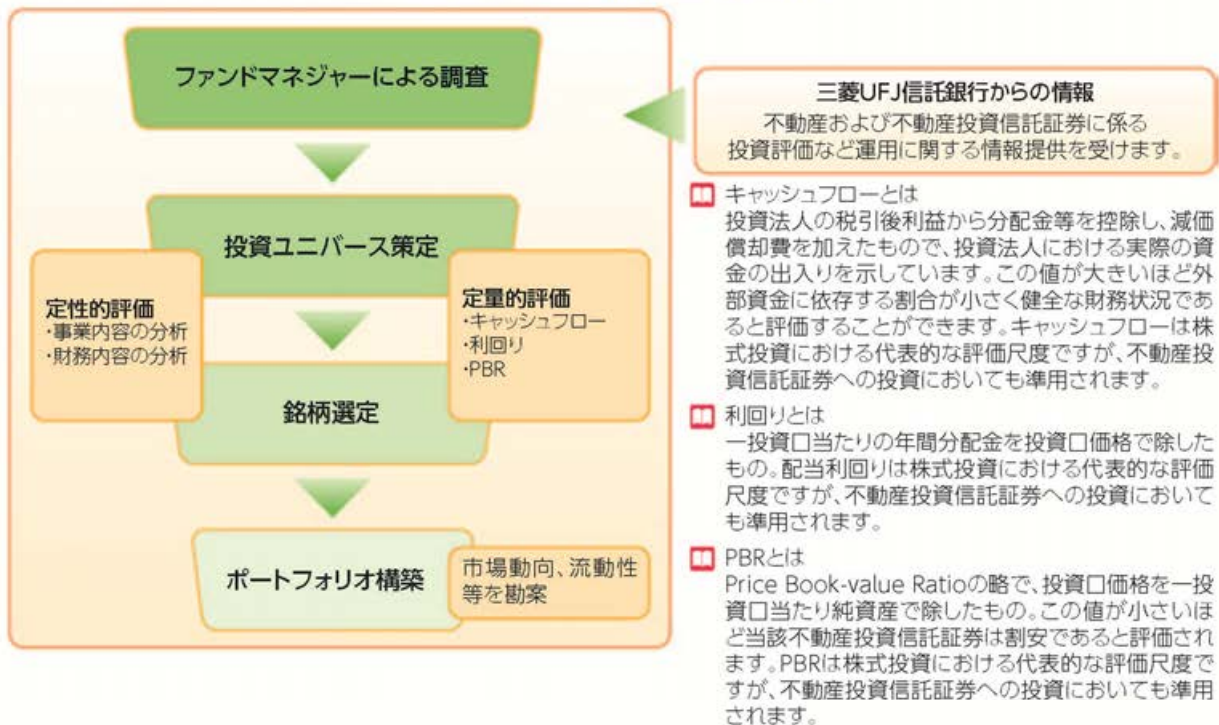 ファンドマネジャーによる調査
投資ユニバース策定
定性的評価
・事業内容の分析
・財務内容の分析
定量的評価
・キャッシュフロー
・利回り
・PBR
銘柄選定
ポートフォリオ構築
市場動向、流動性
等を勘案
三菱UFJ信託銀行からの情報
不動産および不動産投資信託証券に係る
投資評価など運用に関する情報提供を受けます。
キャッシュフローとは
投資法人の税引後利益から分配金等を控除し、減価
償却費を加えたもので、投資法人における実際の資
金の出入りを示しています。この値が大きいほど外
部資金に依存する割合が小さく健全な財務状況であ
ると評価することができます。キャッシュフローは株
式投資における代表的な評価尺度ですが、不動産投
資信託証券への投資においても準用されます。
利回りとは
一投資口当たりの年間分配金を投資口価格で除した
もの。配当利回りは株式投資における代表的な評価
尺度ですが、不動産投資信託証券への投資において
も準用されます。
PBRとは
Price Book-value Ratioの略で、投資口価格を一投
資口当たり純資産で除したもの。この値が小さいほ
ど当該不動産投資信託証券は割安であると評価され
ます。PBRは株式投資における代表的な評価尺度で
すが、不動産投資信託証券への投資においても準用
されます。